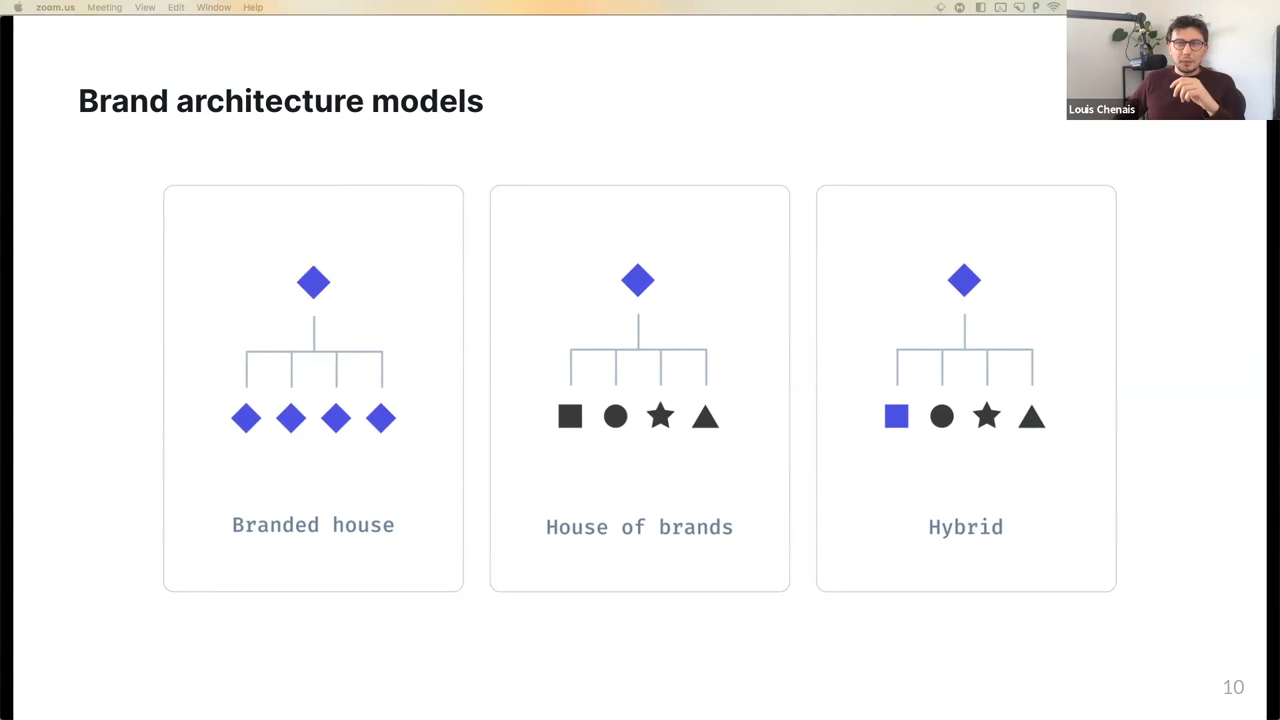 zoom.us Meeting View Edit Window Help
Louis Chenais
Brand architecture models
Branded house
House of brands
Hybrid
10